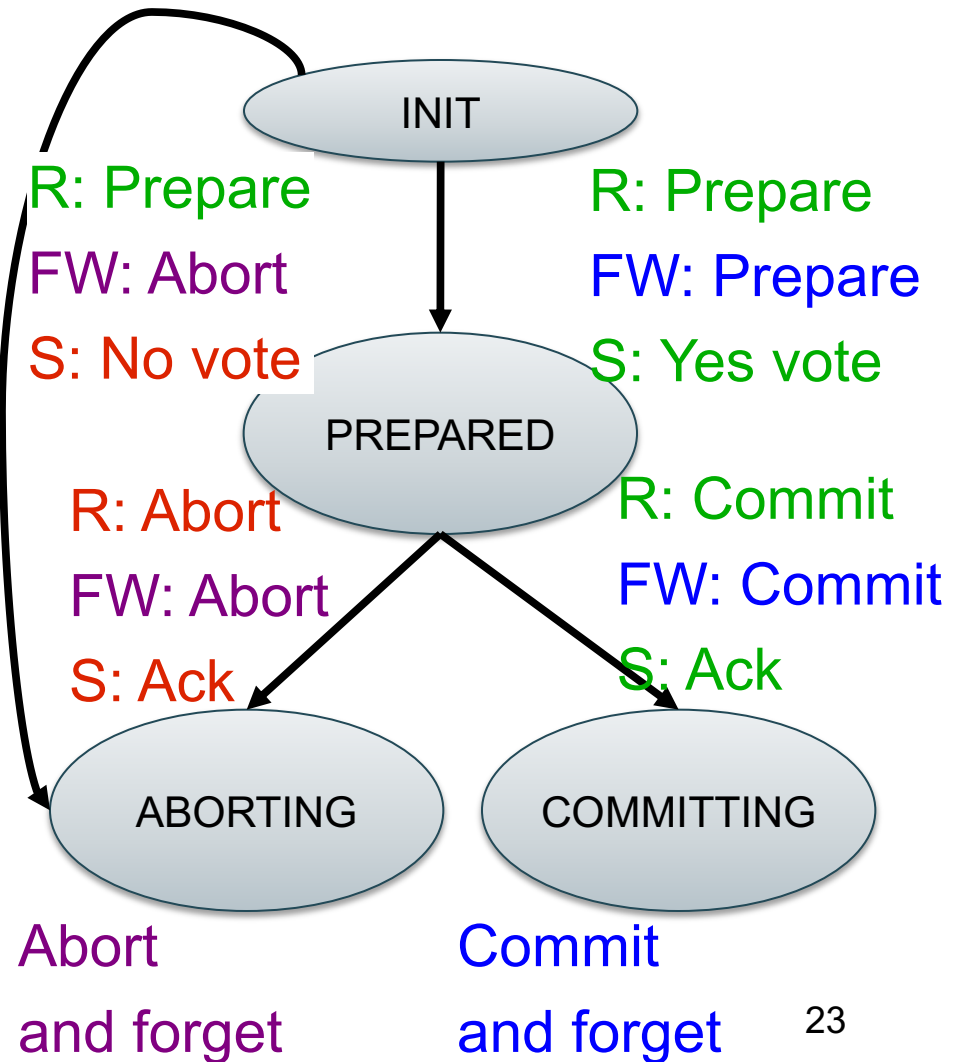 INIT
R: Prepare
FW: Abort
S: No vote
R: Prepare
FW: Prepare
S: Yes vote
PREPARED
R: Abort
FW: Abort
S: Ack
R: Commit
FW: Commit
S: Ack
ABORTING
COMMITTING
Abort
and forget
Commit
and forget
23